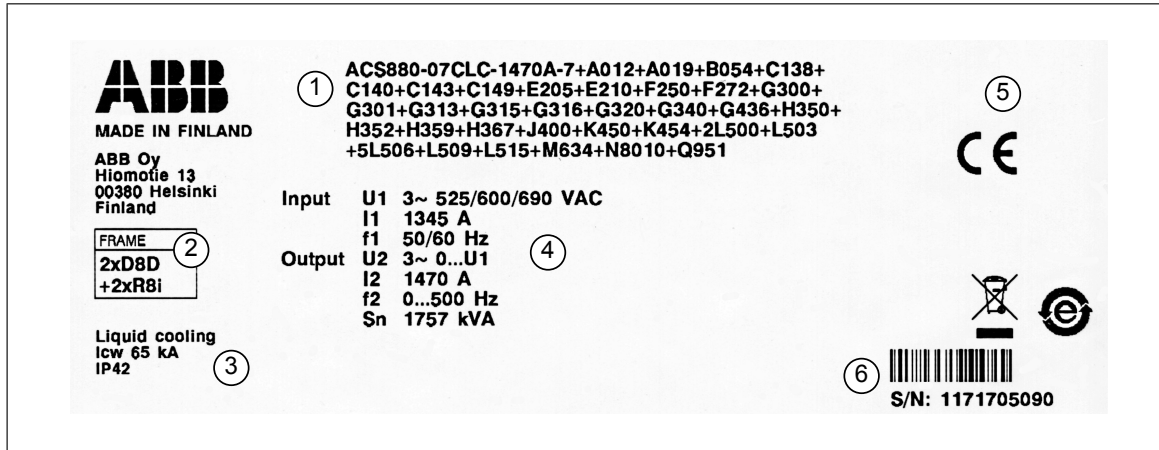 ABB
MADE IN FINLAND
ABB Oy
Hiomotie 13
00380 Helsinki
Finland
FRAME
2
2xD8D
+2xR8i
Liquid cooling
Icw 65 kA
IP42
3
1
ACS880-07CLC-1470A-7+A012+A019+B054+C138+
C140+C143+C149+E205+E210+F250+F272+G300+
G301+G313+G315+G316+G320+G340+G436+H350+
H352+H359+H367+J400+K450+K454+2L500+L503
+5L506+L509+L515+M634+N8010+Q951
Input U1 3~ 525/600/690 VAC
I1 1345 A
f1 50/60 Hz
Output U2 3~ 0...U1
I2 1470 A
f2 0...500 Hz
Sn 1757 kVA
4
5
CE
e
6
S/N: 1171705090